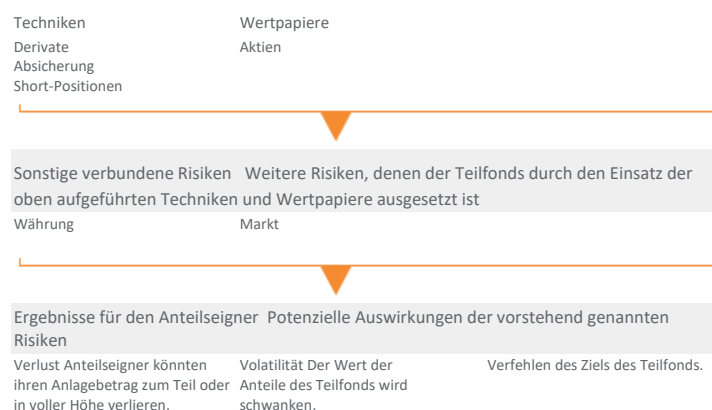 Techniken
Derivate
Absicherung
Short-Positionen
Wertpapiere
Aktien
Sonstige verbundene Risiken Weitere Risiken, denen der Teilfonds durch den Einsatz der
oben aufgeführten Techniken und Wertpapiere ausgesetzt ist
Währung
Markt
Ergebnisse für den Anteilseigner Potenzielle Auswirkungen der vorstehend genannten
Risiken
Verlust Anteilseigner könnten
ihren Anlagebetrag zum Teil oder
in voller Höhe verlieren.
Volatilität Der Wert der
Anteile des Teilfonds wird
schwanken.
Verfehlen des Ziels des Teilfonds.